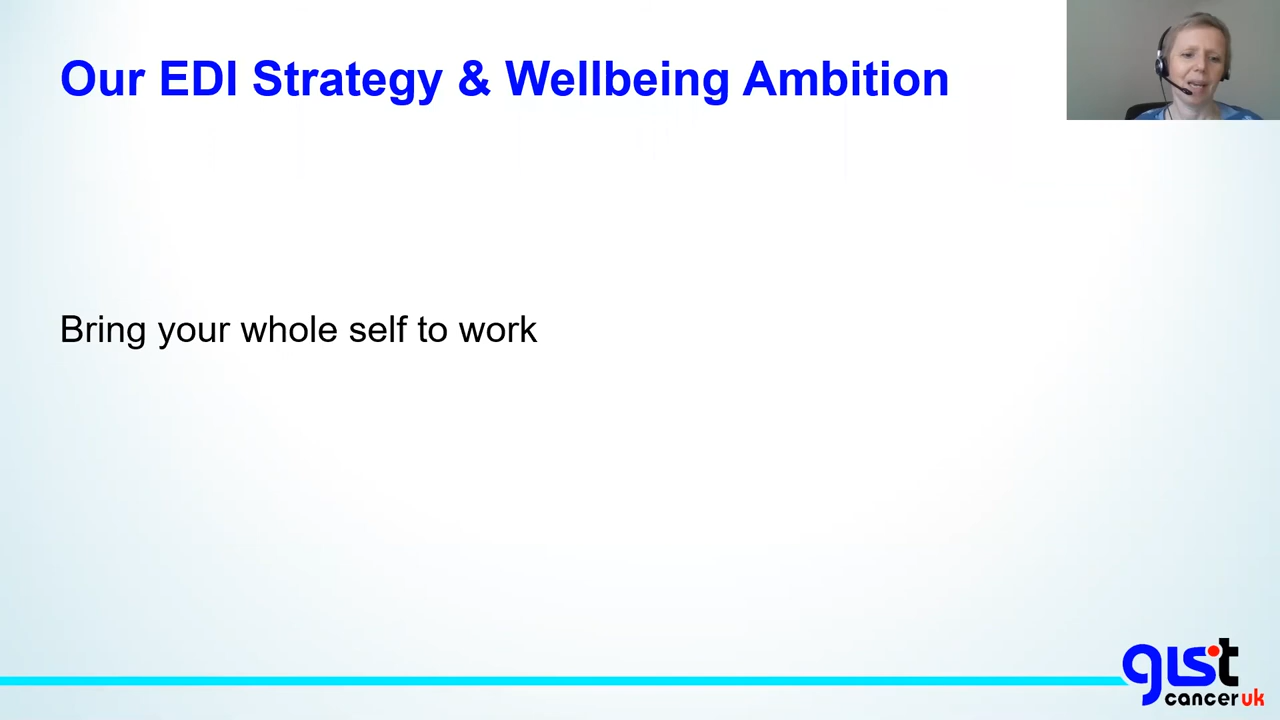 Our EDI Strategy & Wellbeing Ambition
Bring your whole self to work
gist
cancer uk